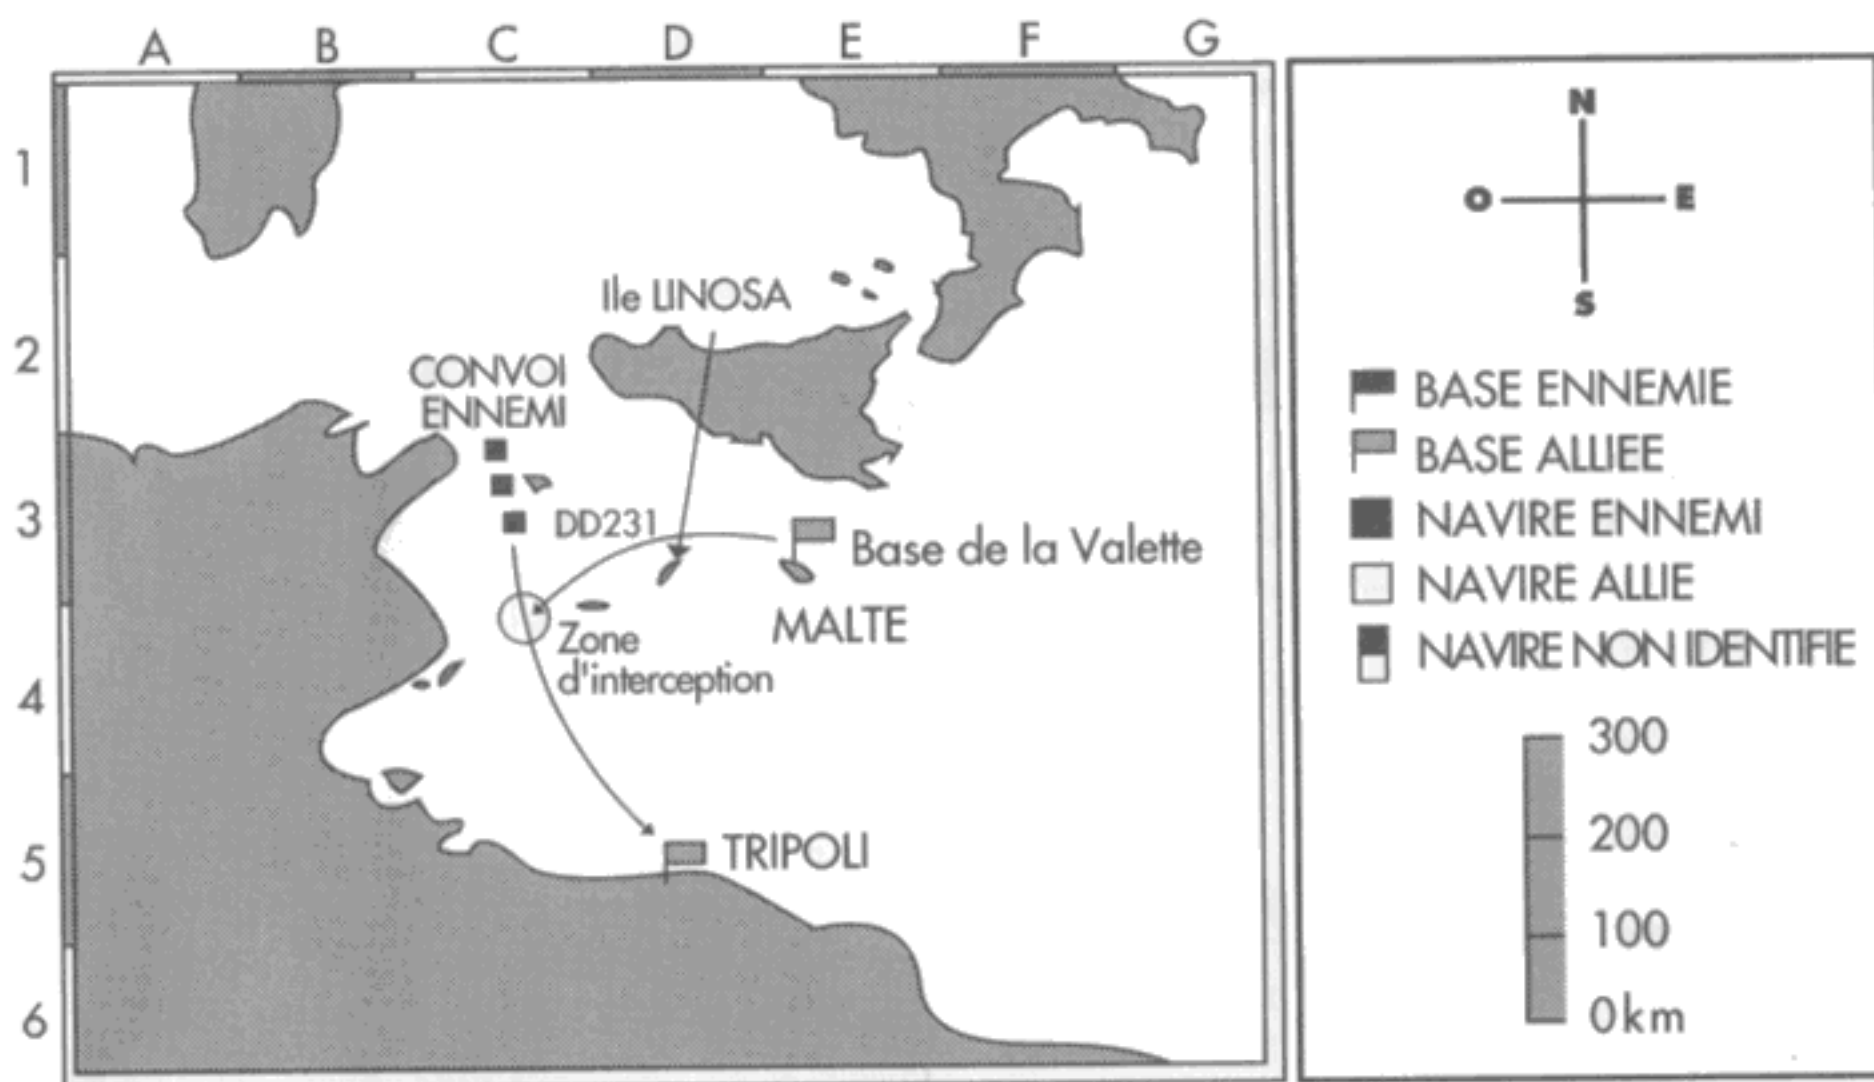 A B C D E F G
1
2
3
4
5
6
Ile LINOSA
CONVOI
ENNEMI
DD231
Base de la Valette
MALTE
Zone
d'interception
TRIPOLI
N
O E
S
BASE ENNEMIE
BASE ALLIEE
NAVIRE ENNEMI
NAVIRE ALLIE
NAVIRE NON IDENTIFIE
300
200
100
0km